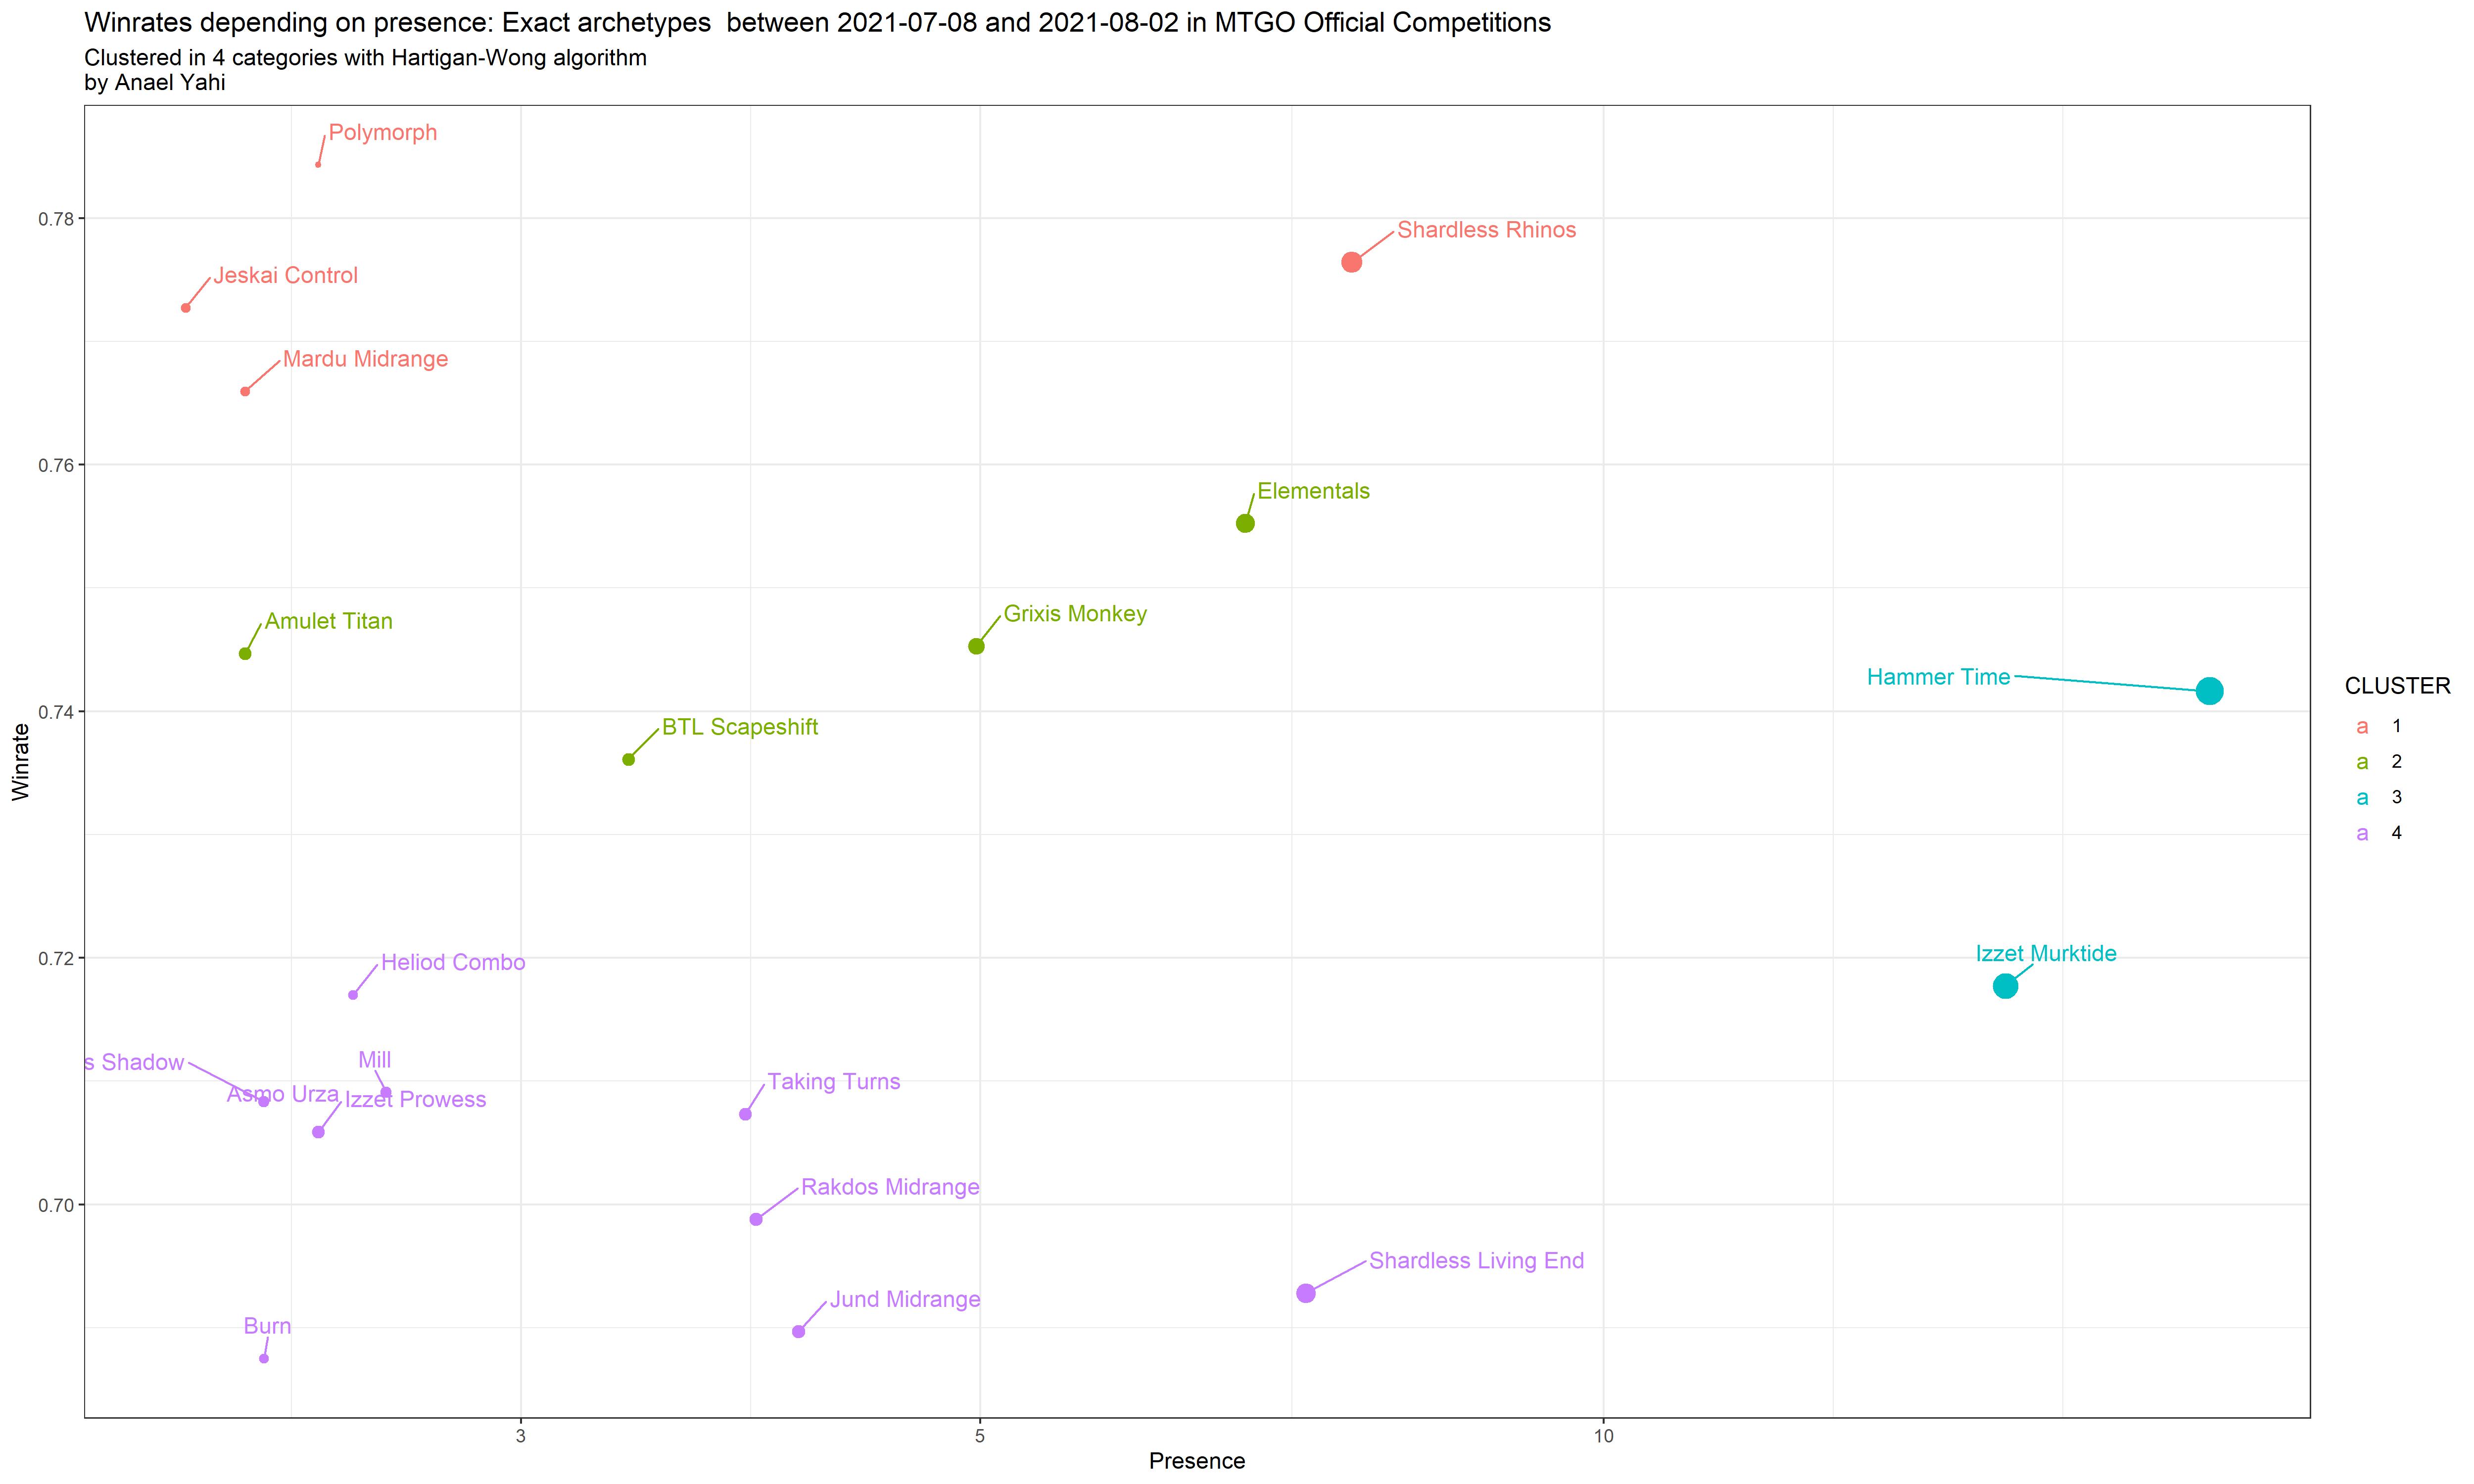 Winrates depending on presence: Exact archetypes  between 2021-07-08 and 2021-08-02 in MTGO Official Competitions
Clustered in 4 categories with Hartigan-Wong algorithm
by Anael Yahi
Polymorph
0.78
Shardless Rhinos
Jeskai Control
Mardu Midrange
0.76
Elementals
Grixis Monkey
Amulet Titan
Hammer Time
CLUSTER
a 1
a 2
a 3
a 4
0.74
BTL Scapeshift
Winrate
0.72
Izzet Murktide
Heliod Combo
s Shadow
Mill
Asmo Urza
Izzet Prowess
Taking Turns
0.70
Rakdos Midrange
Shardless Living End
Jund Midrange
Burn
3
5
10
Presence